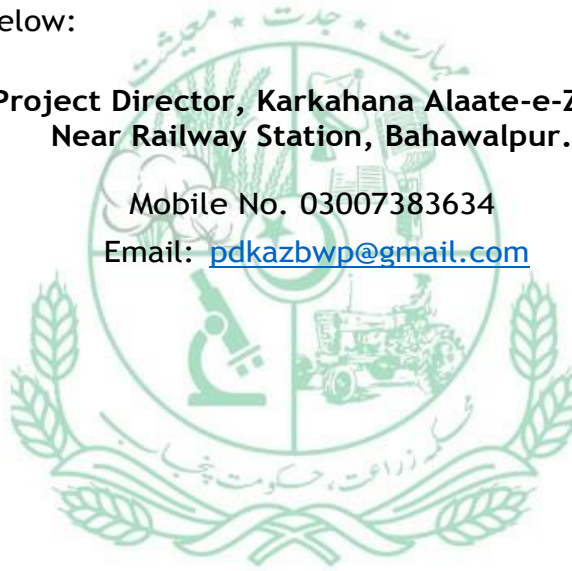 elow:
Project Director, Karkahana Alaate-e-Z
Near Railway Station, Bahawalpur.
Mobile No. 03007383634
Email: pdkazbwp@gmail.com
مہارت ٭ جدت ٭ معیشت
محکمہ زراعت، حکومت پنجاب